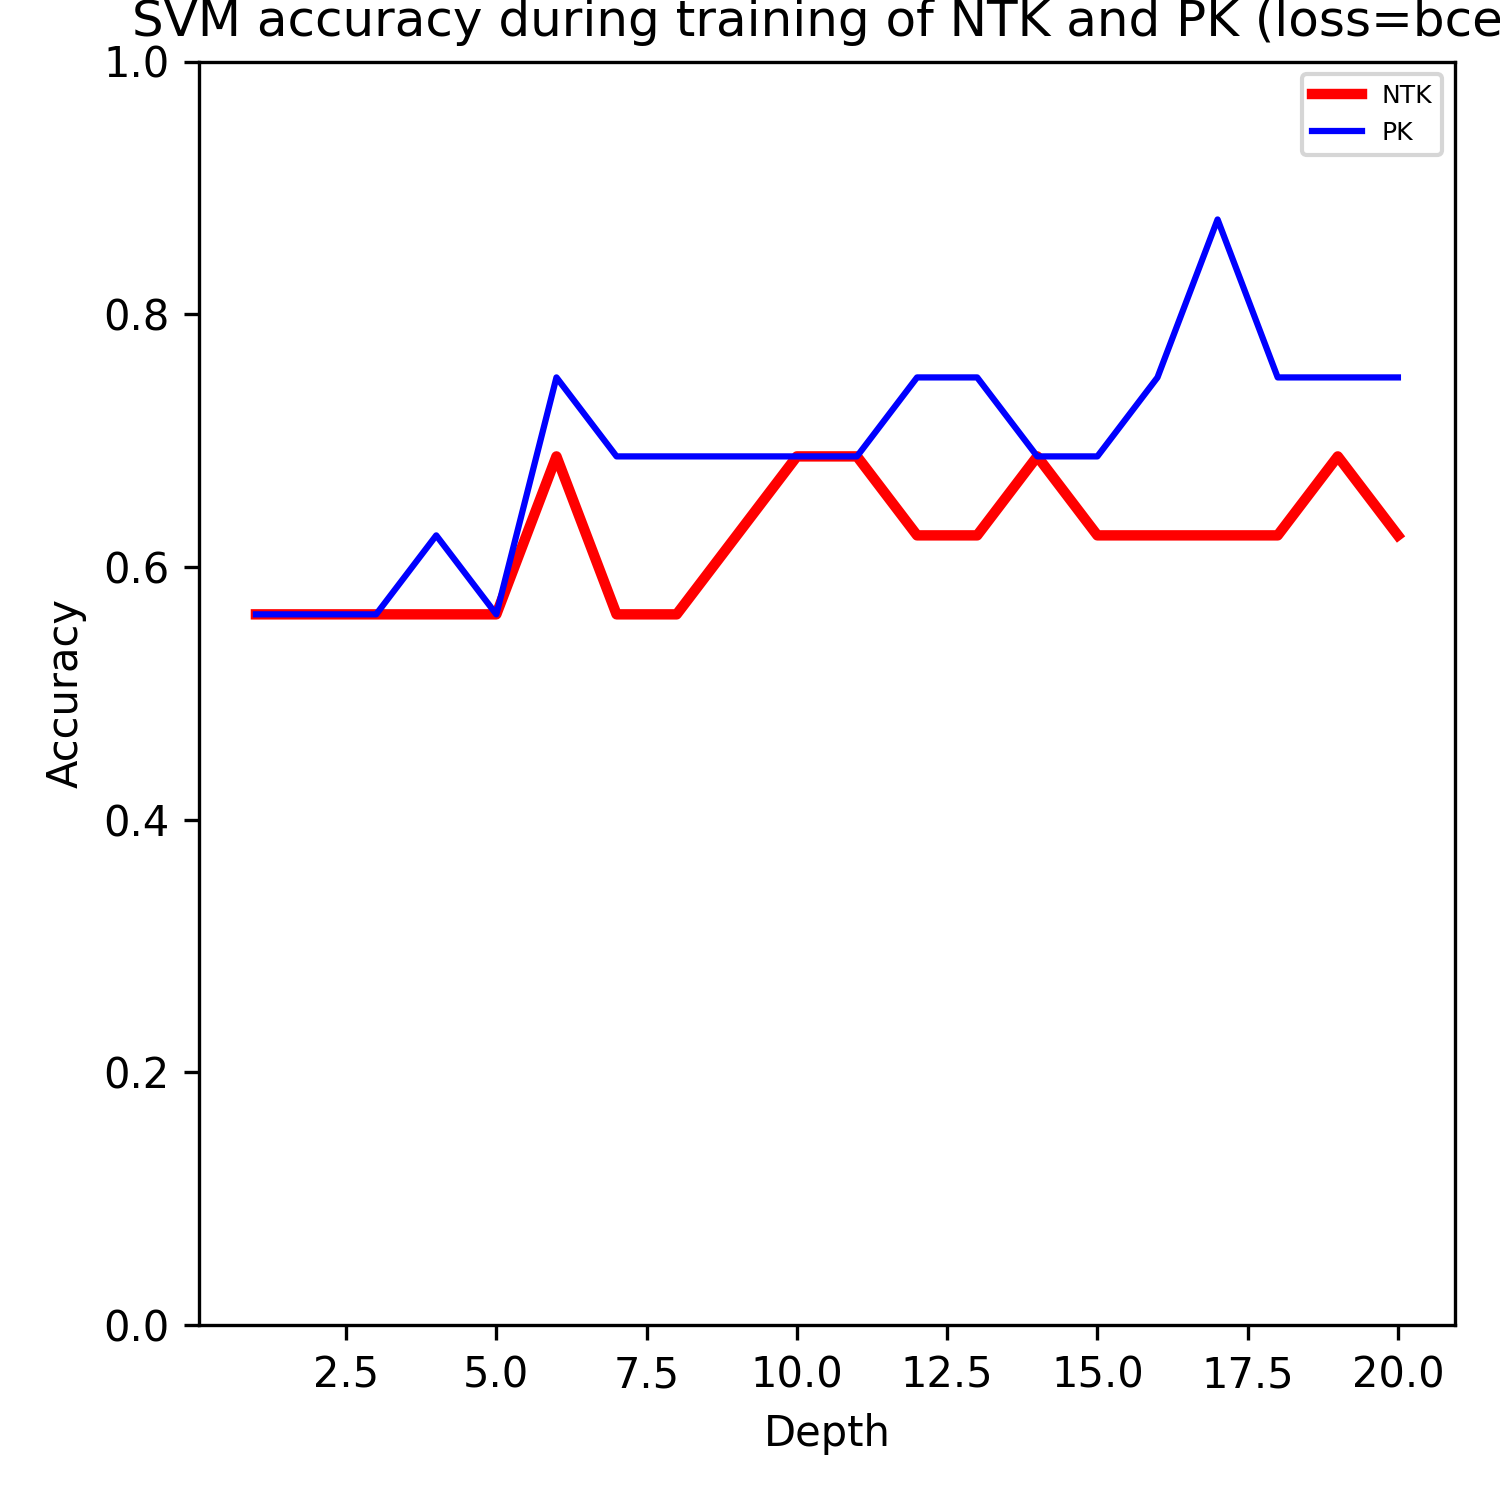 SVM accuracy during training of NTK and PK (loss=bce
NTK
PK
1.0
0.8
0.6
0.4
0.2
0.0
Accuracy
2.5 5.0 7.5 10.0 12.5 15.0 17.5 20.0
Depth